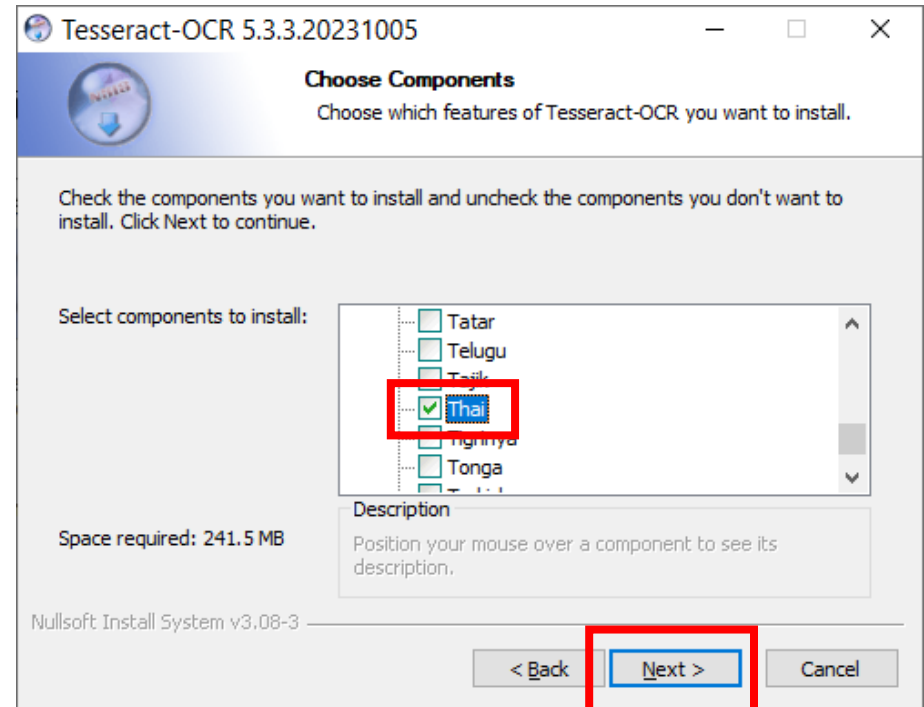 Tesseract-OCR 5.3.3.20231005
Choose Components
Choose which features of Tesseract-OCR you want to install.
Check the components you want to install and uncheck the components you don't want to
install. Click Next to continue.
Select components to install:
Tatar
Telugu
Tajik
Thai
Tigrinya
Tonga
Description
Space required: 241.5 MB
Position your mouse over a component to see its
description.
Nullsoft Install System v3.08-3
< Back
Next >
Cancel